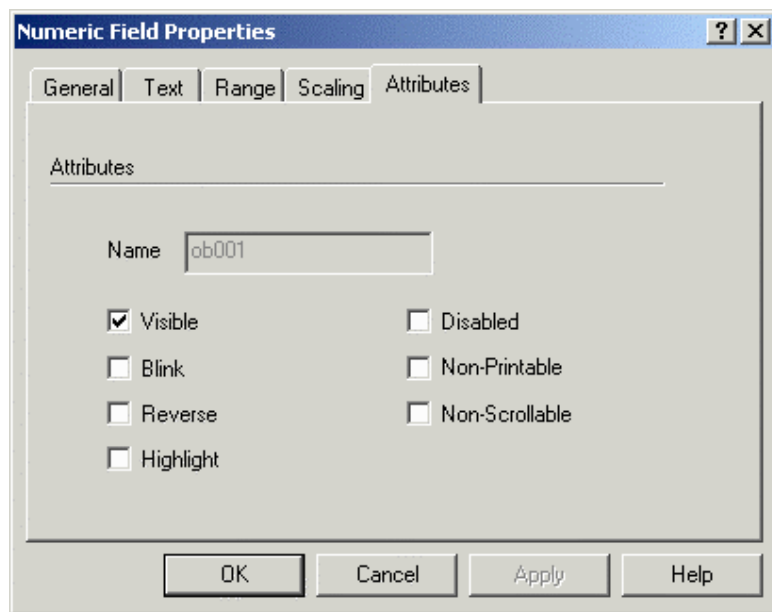 Numeric Field Properties
General Text Range Scaling Attributes
Attributes
Name ob001
Visible Disabled
Blink Non-Printable
Reverse Non-Scrollable
Highlight
OK Cancel Apply Help